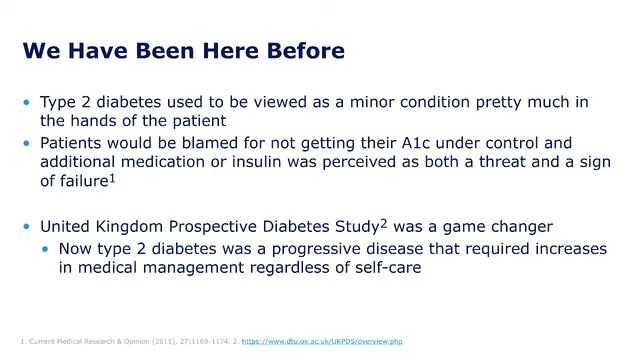 We Have Been Here Before
• Type 2 diabetes used to be viewed as a minor condition pretty much in
the hands of the patient
• Patients would be blamed for not getting their A1c under control and
additional medication or insulin was perceived as both a threat and a sign
of failure1
• United Kingdom Prospective Diabetes Study2 was a game changer
• Now type 2 diabetes was a progressive disease that required increases
in medical management regardless of self-care
1. Current Medical Research & Opinion (2011), 27;1169-1174. 2. https://www.dtu.ox.ac.uk/UKPDS/overview.php